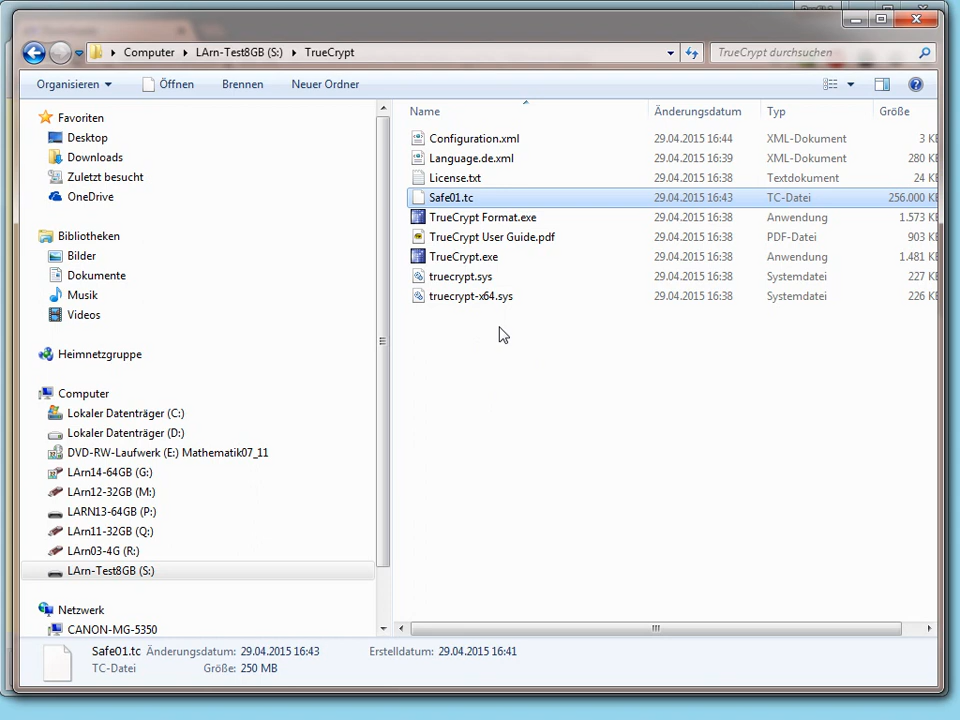 Computer LArn-Test8GB (S:) TrueCrypt
TrueCrypt durchsuchen
Organisieren Öffnen Brennen Neuer Ordner
Favoriten
Desktop
Downloads
Zuletzt besucht
OneDrive
Bibliotheken
Bilder
Dokumente
Musik
Videos
Heimnetzgruppe
Computer
Lokaler Datenträger (C:)
Lokaler Datenträger (D:)
DVD-RW-Laufwerk (E:) Mathematik07_11
LArn14-64GB (G:)
LArn12-32GB (M:)
LARN13-64GB (P:)
LArn11-32GB (Q:)
LArn03-4G (R:)
LArn-Test8GB (S:)
Netzwerk
CANON-MG-5350
Name Änderungsdatum Typ Größe
Configuration.xml 29.04.2015 16:44 XML-Dokument 3 KB
Language.de.xml 29.04.2015 16:39 XML-Dokument 280 KB
License.txt 29.04.2015 16:38 Textdokument 24 KB
Safe01.tc 29.04.2015 16:43 TC-Datei 256.000 KB
TrueCrypt Format.exe 29.04.2015 16:38 Anwendung 1.573 KB
TrueCrypt User Guide.pdf 29.04.2015 16:38 PDF-Datei 903 KB
TrueCrypt.exe 29.04.2015 16:38 Anwendung 1.481 KB
truecrypt.sys 29.04.2015 16:38 Systemdatei 227 KB
truecrypt-x64.sys 29.04.2015 16:38 Systemdatei 226 KB
Safe01.tc Änderungsdatum: 29.04.2015 16:43 Erstelldatum: 29.04.2015 16:41
TC-Datei Größe: 250 MB